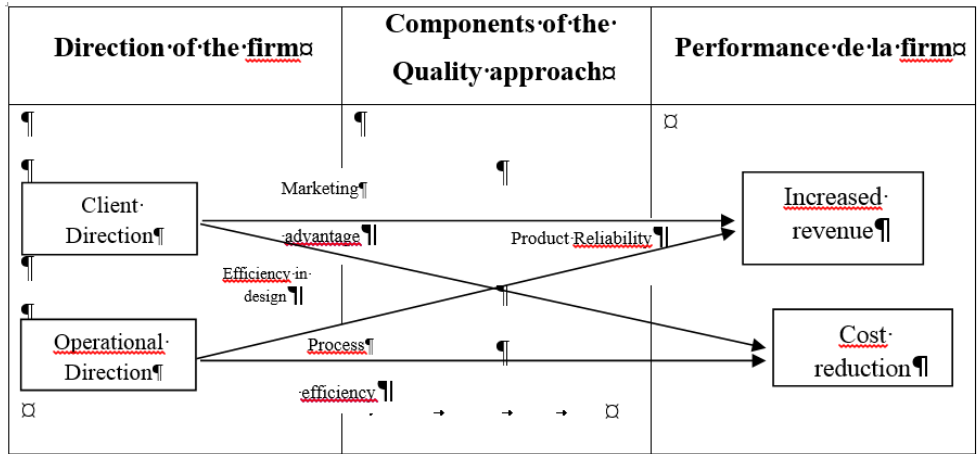 Direction of the firm
Components of the
Quality approach
Performance de la firm
Marketing
advantage
Client
Direction
Product Reliability
Increased
revenue
Efficiency in
design
Operational
Direction
Process
efficiency
Cost
reduction